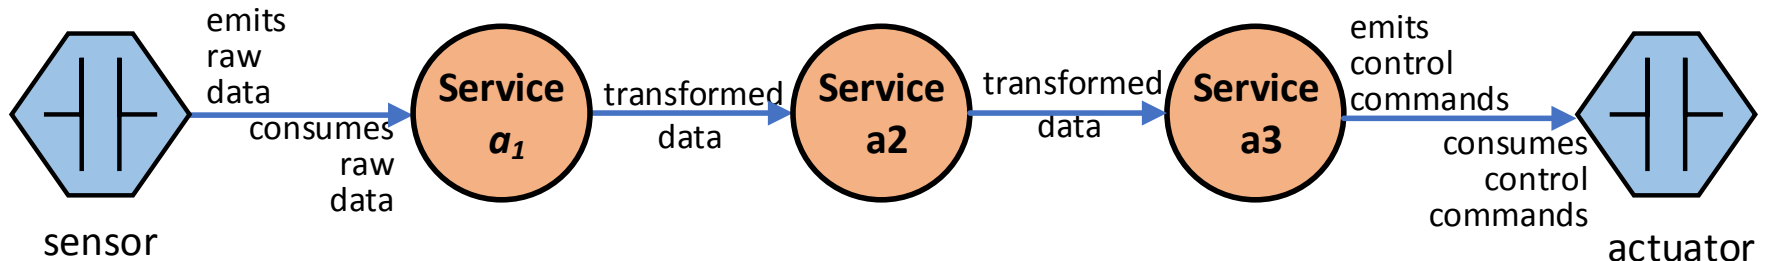 emits
raw
data
consumes
raw
data
sensor
Service
a1
transformed
data
Service
a2
transformed
data
Service
a3
emits
control
commands
consumes
control
commands
actuator